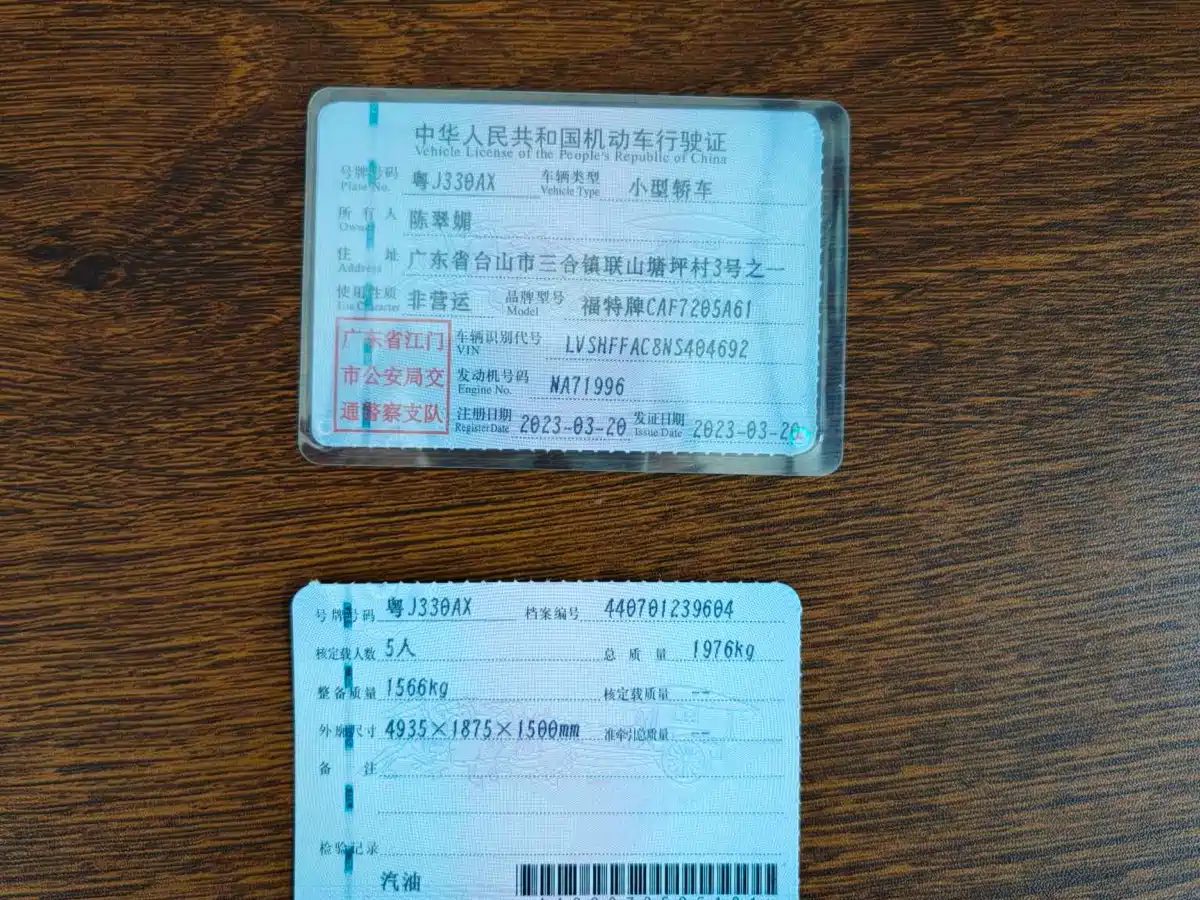 中华人民共和国机动车行驶证
Vehicle License of the People's Republic of China
号牌号码 粤J330AX 车辆类型 小型轿车
Plate No. Vehicle Type
所有人 陈翠媚
Owner
住址 广东省台山市三合镇联山塘坪村3号之一
Address
使用性质 非营运 品牌型号 福特牌CAF7205A61
Use Character Model
广东省江门
市公安局交
通警察支队
车辆识别代号 LVSHFFAC8NS404692
VIN
发动机号码 NA71996
Engine No.
注册日期 2023-03-20 发证日期 2023-03-20
Register Date Issue Date
号牌号码 粤J330AX 档案编号 440701239604
核定载人数 5人 总质量 1976kg
整备质量 1566kg 核定载质量 --
外廓尺寸 4935×1875×1500mm 准牵引总质量 --
备注
检验记录
汽油